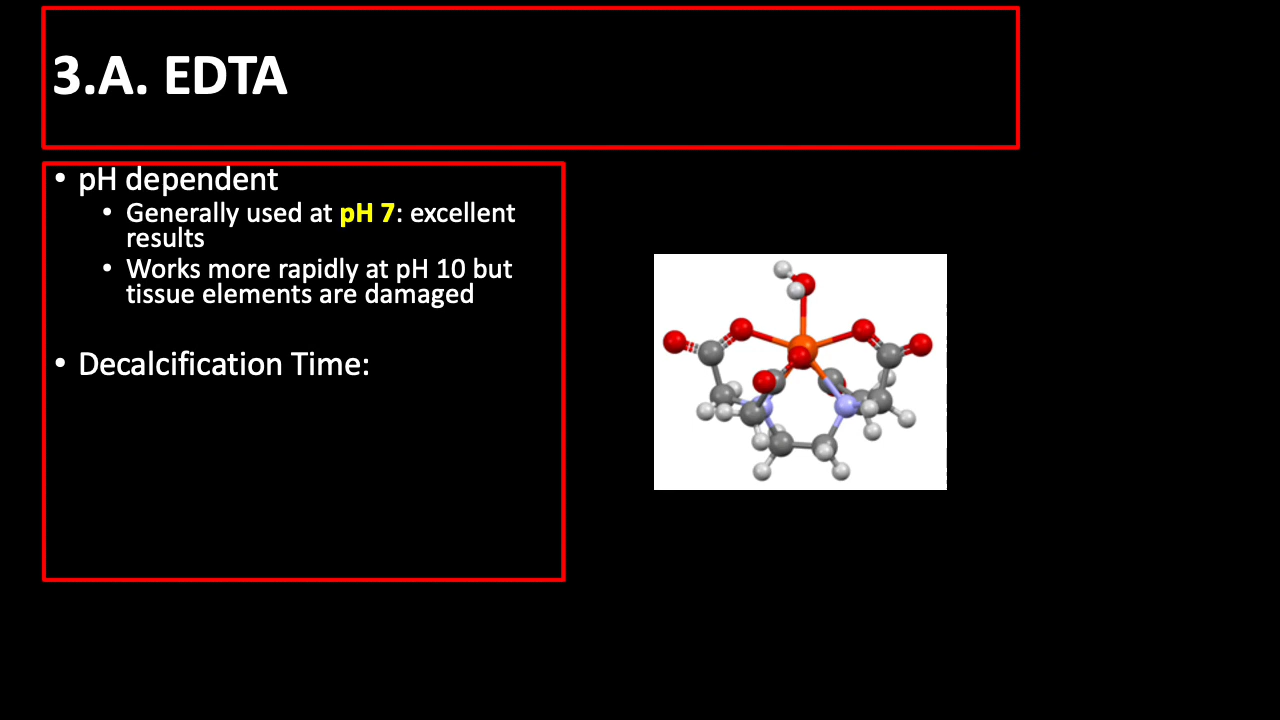 3.A. EDTA
• pH dependent
• Generally used at pH 7: excellent
results
• Works more rapidly at pH 10 but
tissue elements are damaged
• Decalcification Time: